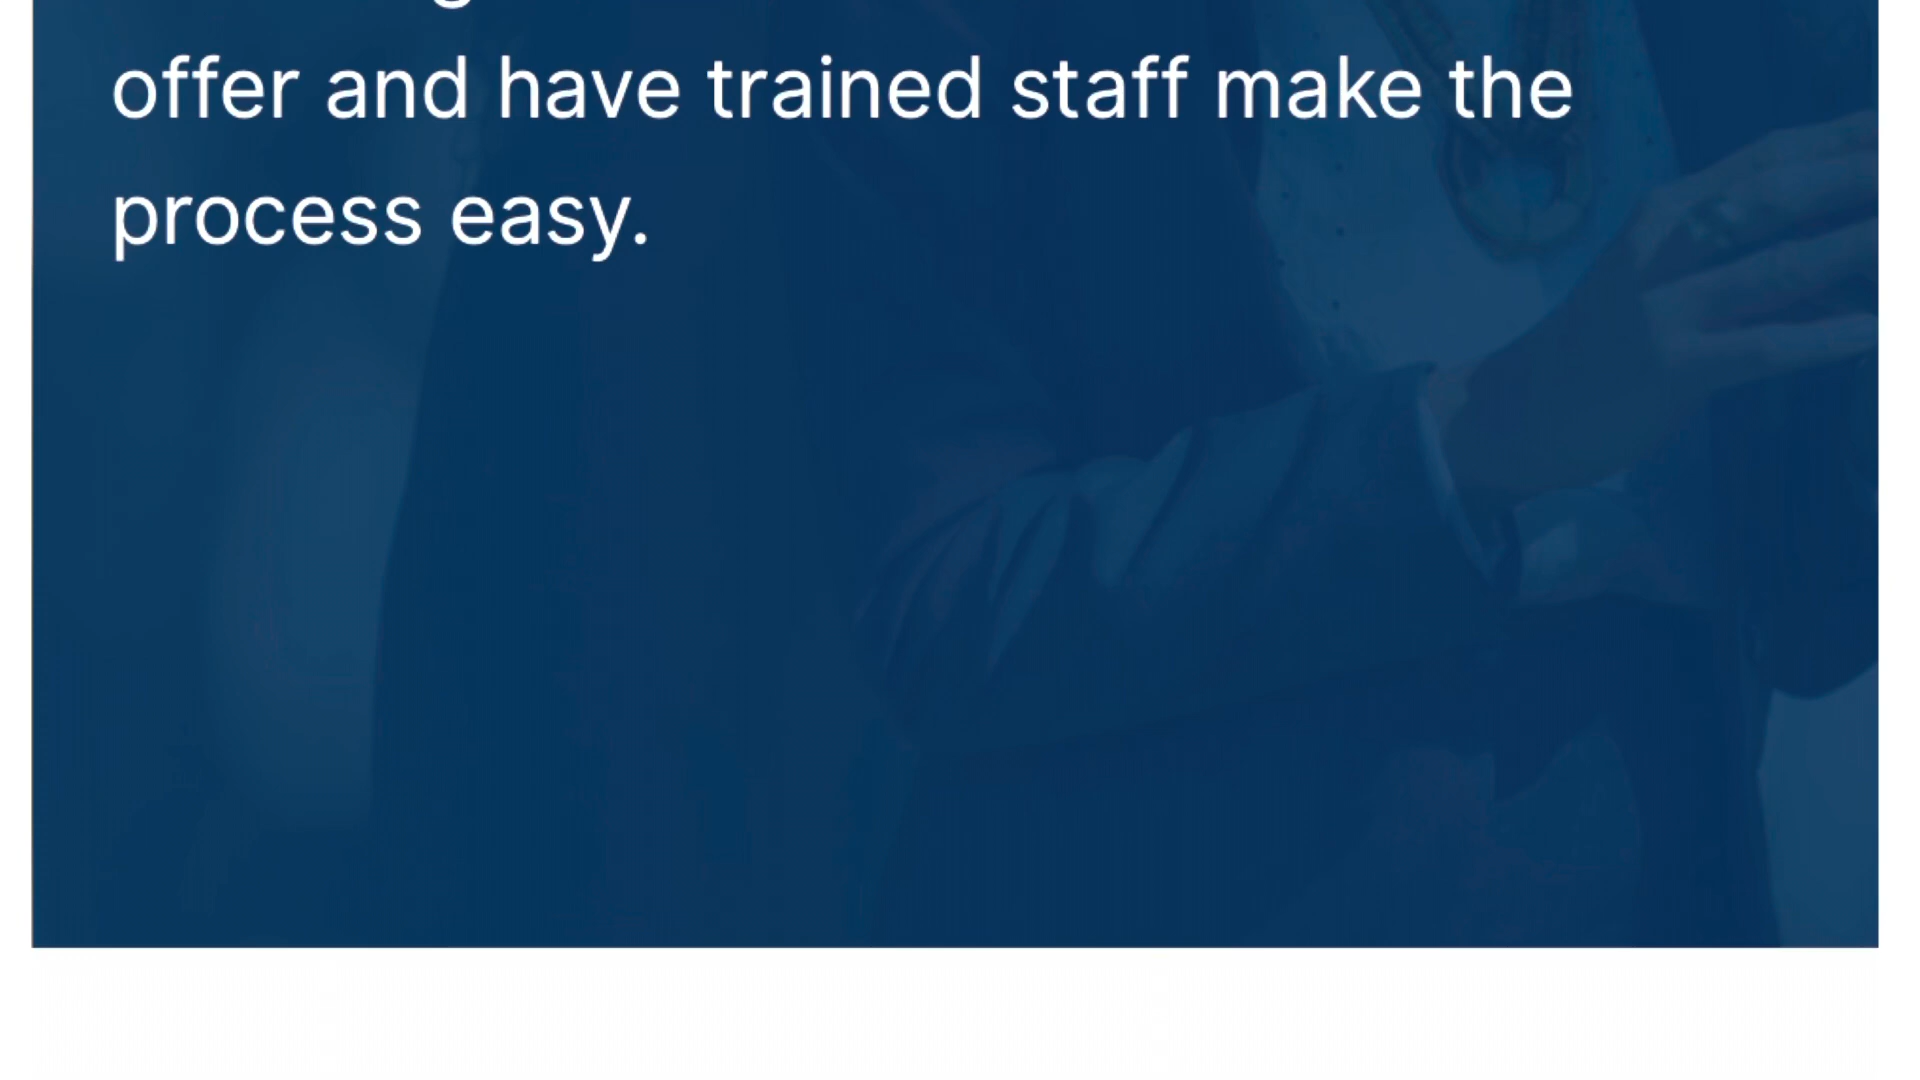 offer and have trained staff make the
process easy.